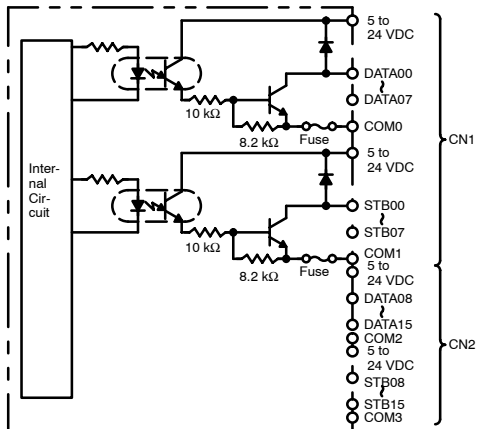 5 to
24 VDC
DATA00
DATA07
10 kΩ
COM0
8.2 kΩ
Fuse
5 to
24 VDC
CN1
Inter-
nal
Cir-
cuit
STB00
STB07
10 kΩ
COM1
8.2 kΩ
Fuse
5 to
24 VDC
DATA08
DATA15
COM2
5 to
24 VDC
CN2
STB08
STB15
COM3